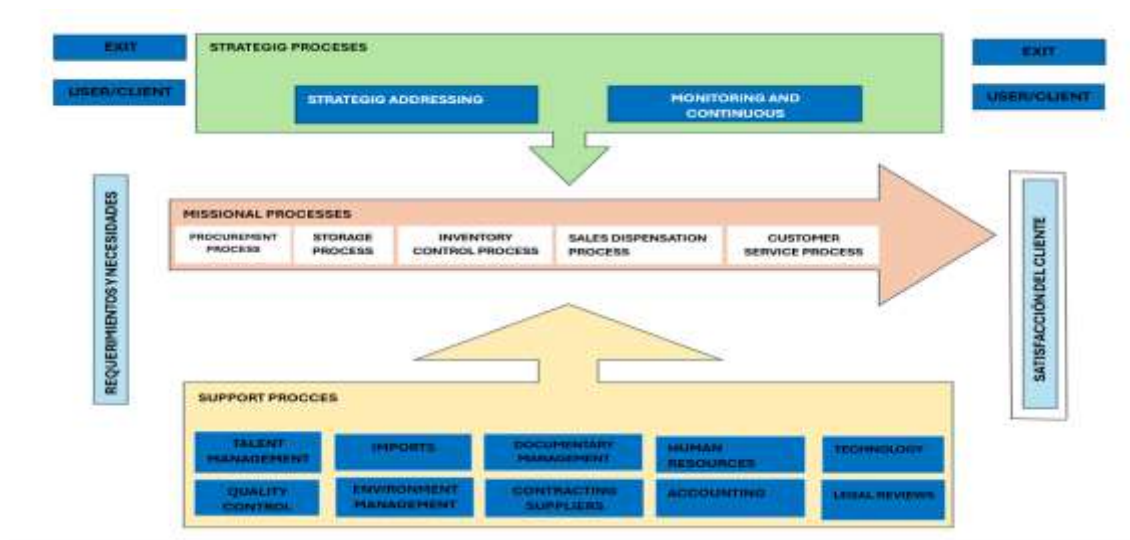 EXIT
USER/CLIENT
STRATEGIG PROCESES
STRATEGIG ADDRESSING
MONITORING AND
CONTINUOUS
EXIT
USER/CLIENT
REQUERIMIENTOS Y NECESIDADES
MISSIONAL PROCESSES
PROCUREMENT
PROCESS
STORAGE
PROCESS
INVENTORY
CONTROL PROCESS
SALES DISPENSATION
PROCESS
CUSTOMER
SERVICE PROCESS
SATISFACCIÓN DEL CLIENTE
SUPPORT PROCCES
TALENT
MANAGEMENT
IMPORTS
DOCUMENTARY
MANAGEMENT
HUMAN
RESOURCES
TECHNOLOGY
QUALITY
CONTROL
ENVIRONMENT
MANAGEMENT
CONTRACTING
SUPPLIERS
ACCOUNTING
LEGAL REVIEWS